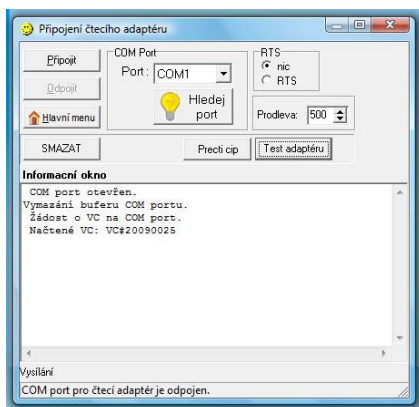 Připojení čtecího adaptéru
Připojit
COM Port
RTS
Port :
COM1
nic
RTS
Odpojit
Hledej
port
Hlavní menu
Prodleva:
500
SMAZAT
Precti cip
Test adaptéru
Informacní okno
COM port otevřen.
Vymazání buferu COM portu.
Žádost o VC na COM port.
Načtené VC: VC#20090025
Vysílání
COM port pro čtecí adaptér je odpojen.